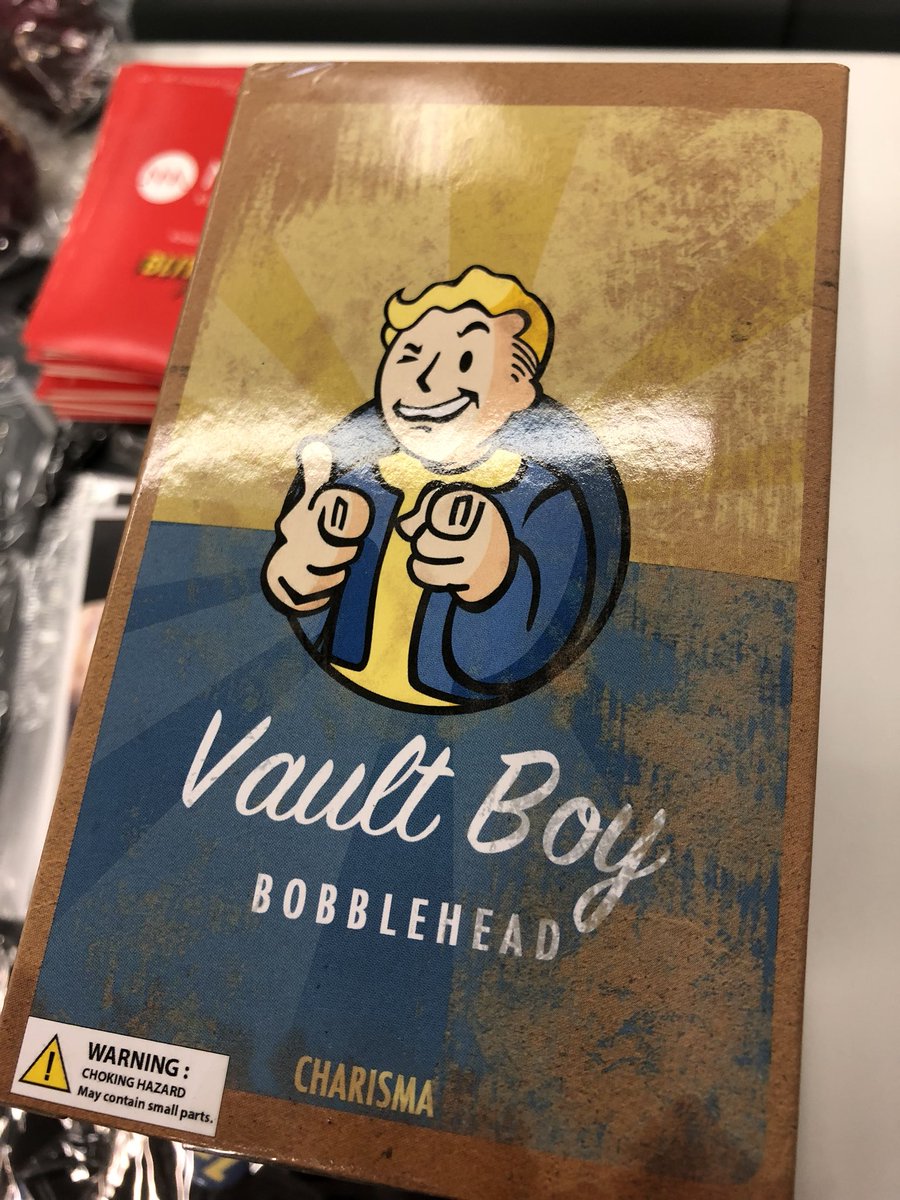 Vault Boy
BOBBLEHEAD
CHARISMA
WARNING :
CHOKING HAZARD
May contain small parts.